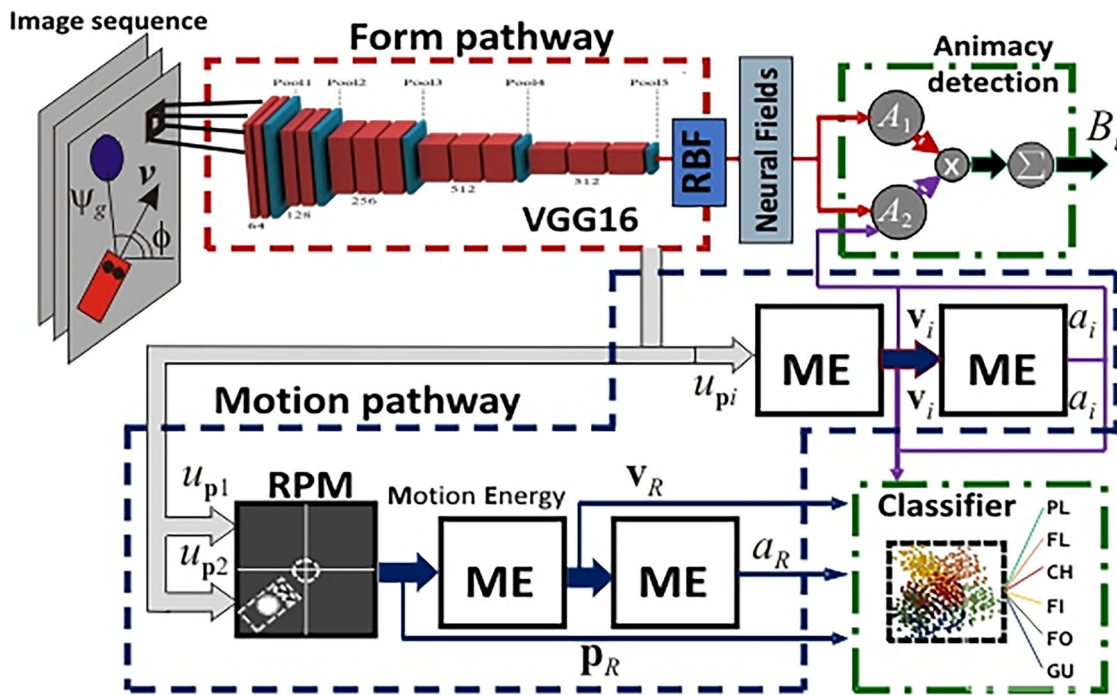 Image sequence
Form pathway
Animacy
detection
Pool1
Pool2
Pool3
Pool4
Pool5
64
128
256
512
512
VGG16
RBF
Neural Fields
A1
A2
x
Σ
ψg
v
ϕ
Motion pathway
up i
ME
vi
vi
ME
ai
ai
up1
up2
RPM
Motion Energy
ME
vR
ME
aR
pR
Classifier
PL
FL
CH
FI
FO
GU